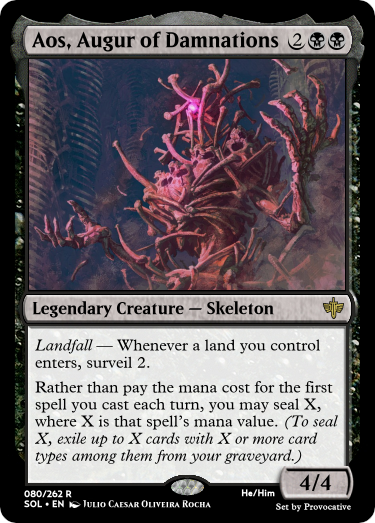 Aos, Augur of Damnations 2
Legendary Creature — Skeleton
Landfall — Whenever a land you control
enters, surveil 2.
Rather than pay the mana cost for the first
spell you cast each turn, you may seal X,
where X is that spell's mana value. (To seal
X, exile up to X cards with X or more card
types among them from your graveyard.)
4/4
080/262 R He/Him
SOL • EN Julio Caesar Oliveira Rocha Set by Provocative